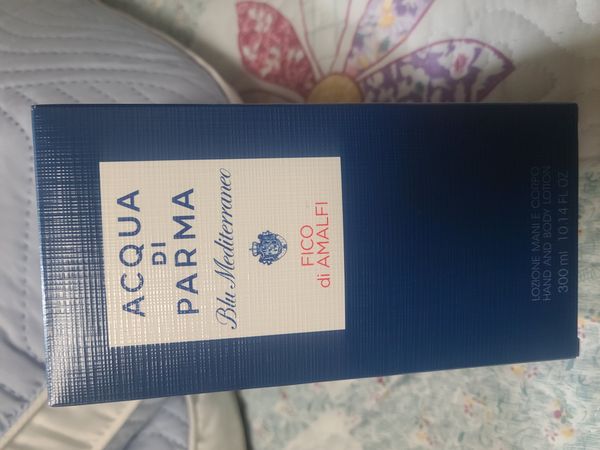 ACQUA
DI
PARMA
Blu Mediterraneo
FICO
di AMALFI
LOZIONE MANI E CORPO
HAND AND BODY LOTION
300 ml 10.14 FL.OZ.